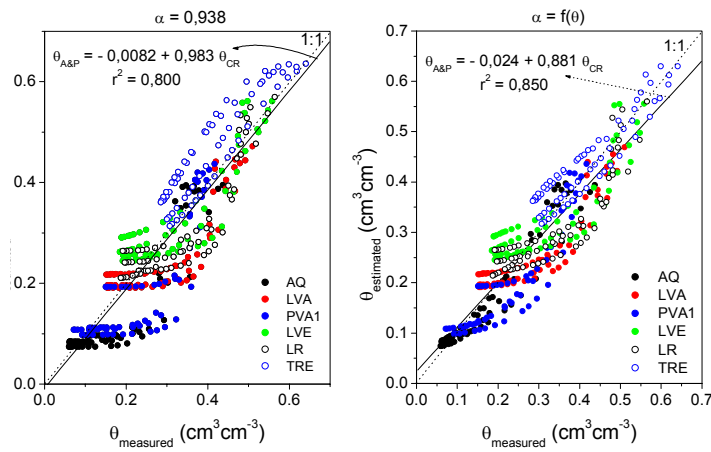 α = 0,938
1:1
θA&P = - 0,0082 + 0,983 θCR
r² = 0,800
0.6
0.4
0.2
0.0
AQ
LVA
PVA1
LVE
LR
TRE
0.0 0.2 0.4 0.6
θmeasured (cm³cm⁻³)
α = f(θ)
1:1
θA&P = - 0,024 + 0,881 θCR
r² = 0,850
0.7
0.6
0.5
0.4
0.3
0.2
0.1
0.0
θestimated (cm³cm⁻³)
AQ
LVA
PVA1
LVE
LR
TRE
0.0 0.1 0.2 0.3 0.4 0.5 0.6 0.7
θmeasured (cm³cm⁻³)